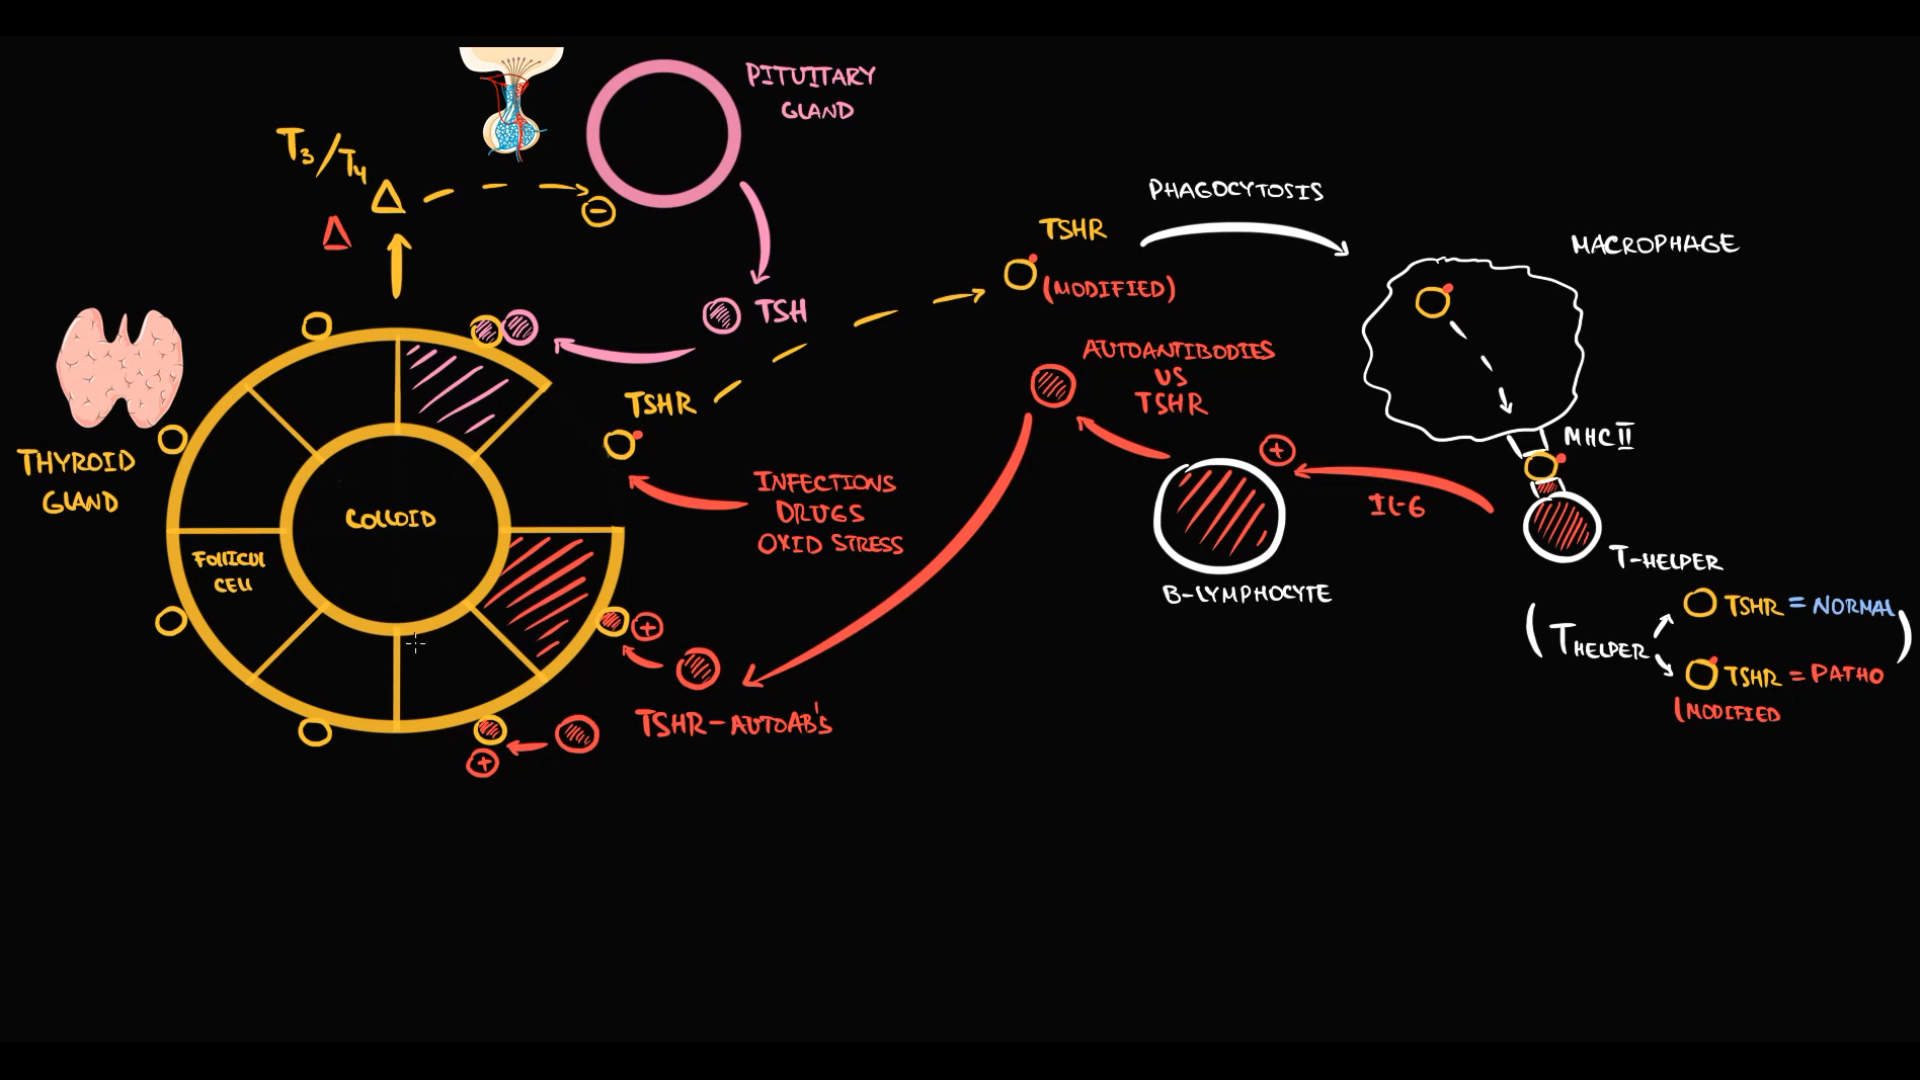 PITUITARY
GLAND
T3/T4
Δ
Δ
PHAGOCYTOSIS
TSHR
(MODIFIED)
MACROPHAGE
TSH
AUTOANTIBODIES
VS
TSHR
TSHR
THYROID
GLAND
COLLOID
INFECTIONS
DRUGS
OXID STRESS
MHC II
IL-6
FOLLICUL
CELL
B-LYMPHOCYTE
T-HELPER
TSHR = NORMAL
(THELPER )
TSHR = PATHO
(MODIFIED
TSHR-AUTOAB'S